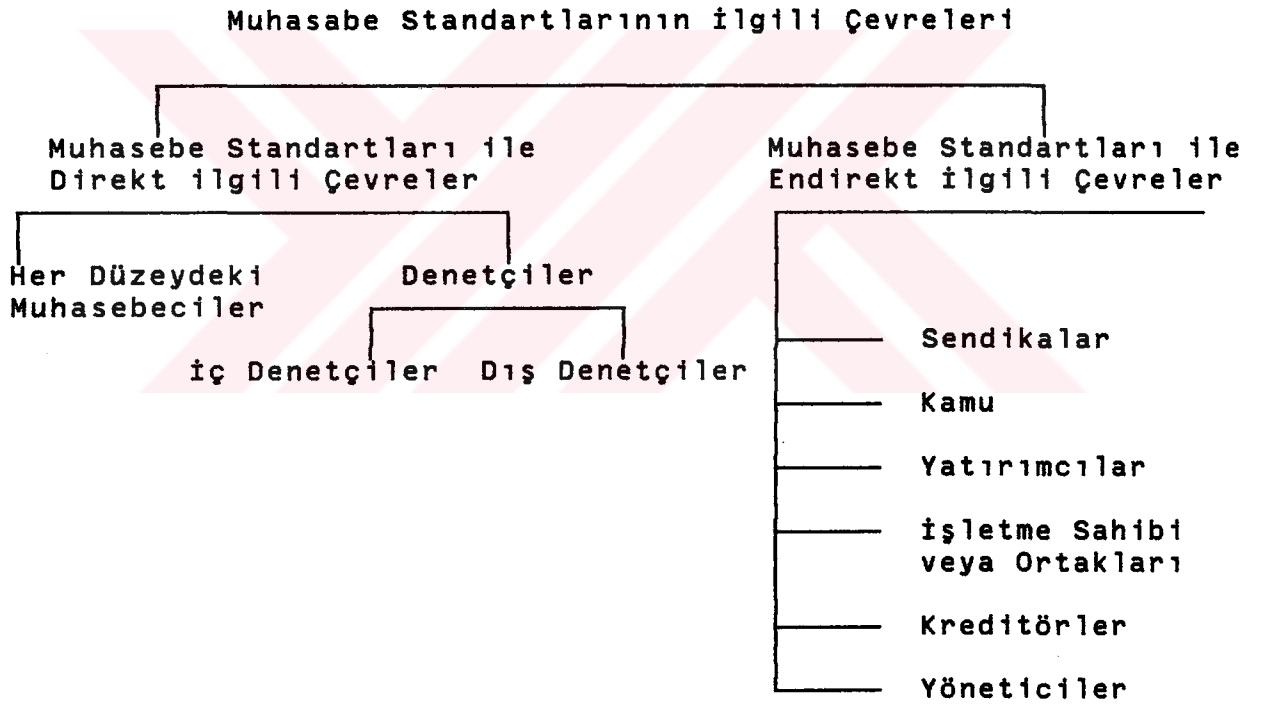 Muhasabe Standartlarının İlgili Çevreleri
Muhasebe Standartları ile
Direkt ilgili Çevreler
Muhasebe Standartları ile
Endirekt İlgili Çevreler
Her Düzeydeki
Muhasebeciler
Denetçiler
İç Denetçiler
Dış Denetçiler
Sendikalar
Kamu
Yatırımcılar
İşletme Sahibi
veya Ortakları
Kreditörler
Yöneticiler